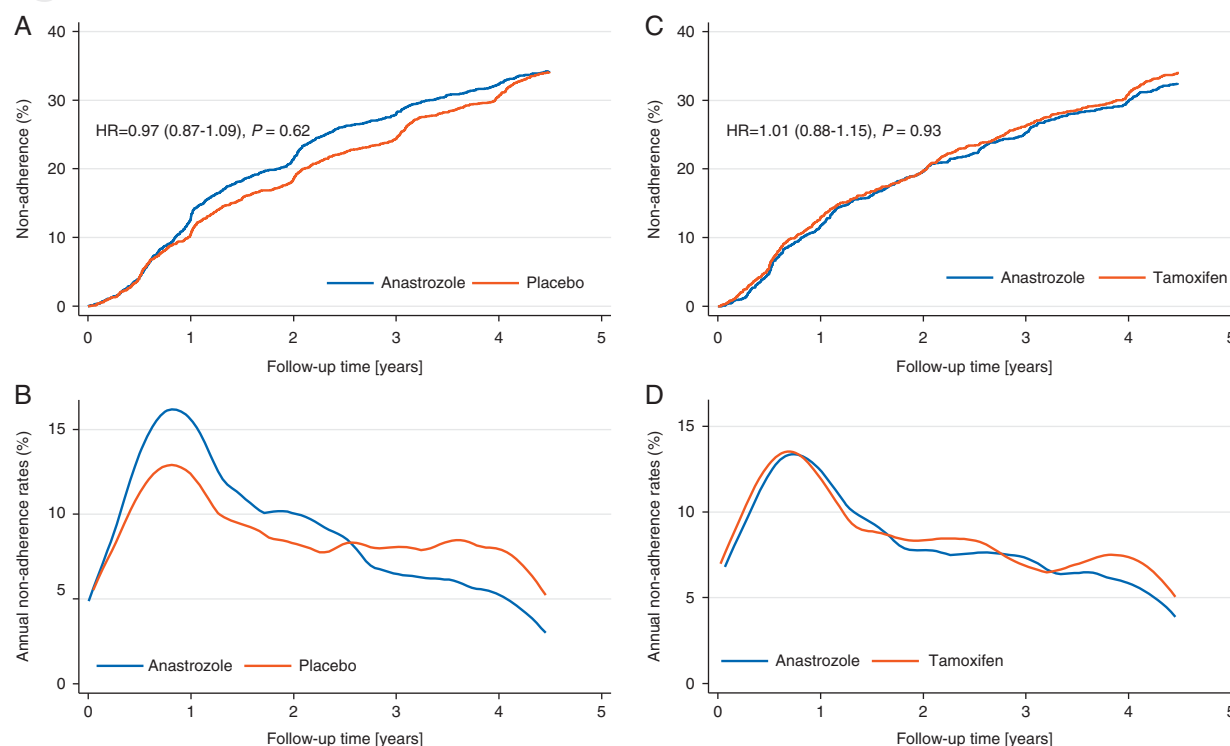 A
Non-adherence (%)
40
30
20
10
0
HR=0.97 (0.87-1.09), P = 0.62
Anastrozole
Placebo
0 1 2 3 4 5
Follow-up time [years]
C
Non-adherence (%)
40
30
20
10
0
HR=1.01 (0.88-1.15), P = 0.93
Anastrozole
Tamoxifen
0 1 2 3 4 5
Follow-up time [years]
B
Annual non-adherence rates (%)
15
10
5
0
Anastrozole
Placebo
0 1 2 3 4 5
Follow-up time [years]
D
Annual non-adherence rates (%)
15
10
5
0
Anastrozole
Tamoxifen
0 1 2 3 4 5
Follow-up time [years]